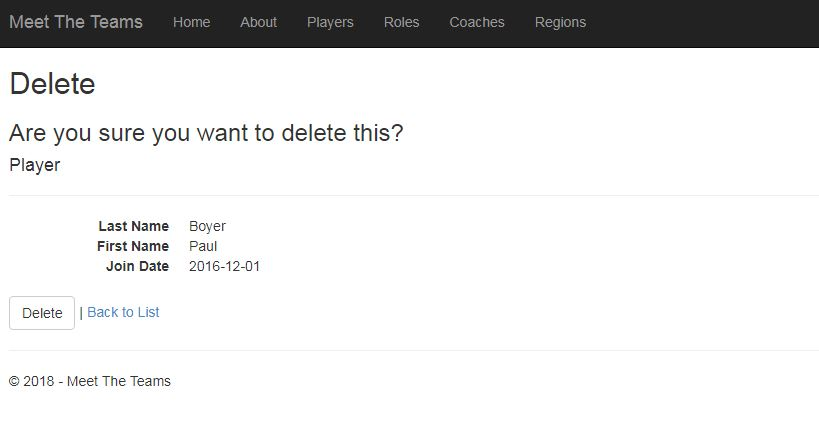 Meet The Teams Home About Players Roles Coaches Regions
Delete
Are you sure you want to delete this?
Player
Last Name Boyer
First Name Paul
Join Date 2016-12-01
Delete | Back to List
© 2018 - Meet The Teams